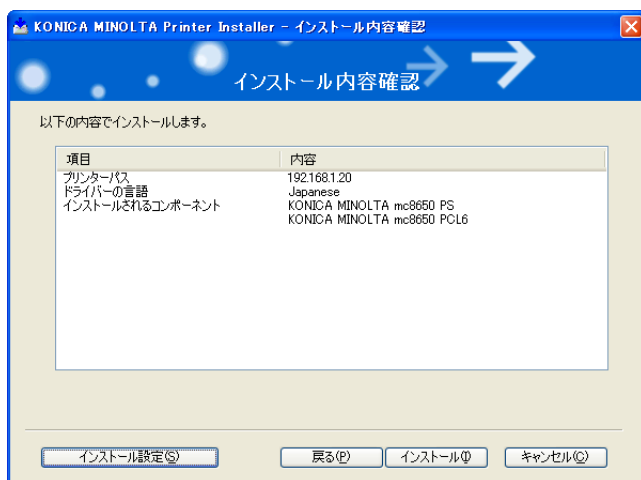 KONICA MINOLTA Printer Installer - インストール内容確認
インストール内容確認
以下の内容でインストールします。
項目 内容
プリンターパス 192.168.1.20
ドライバーの言語 Japanese
インストールされるコンポーネント KONICA MINOLTA mc8650 PS
KONICA MINOLTA mc8650 PCL6
インストール設定(S) 戻る(P) インストール(I) キャンセル(C)